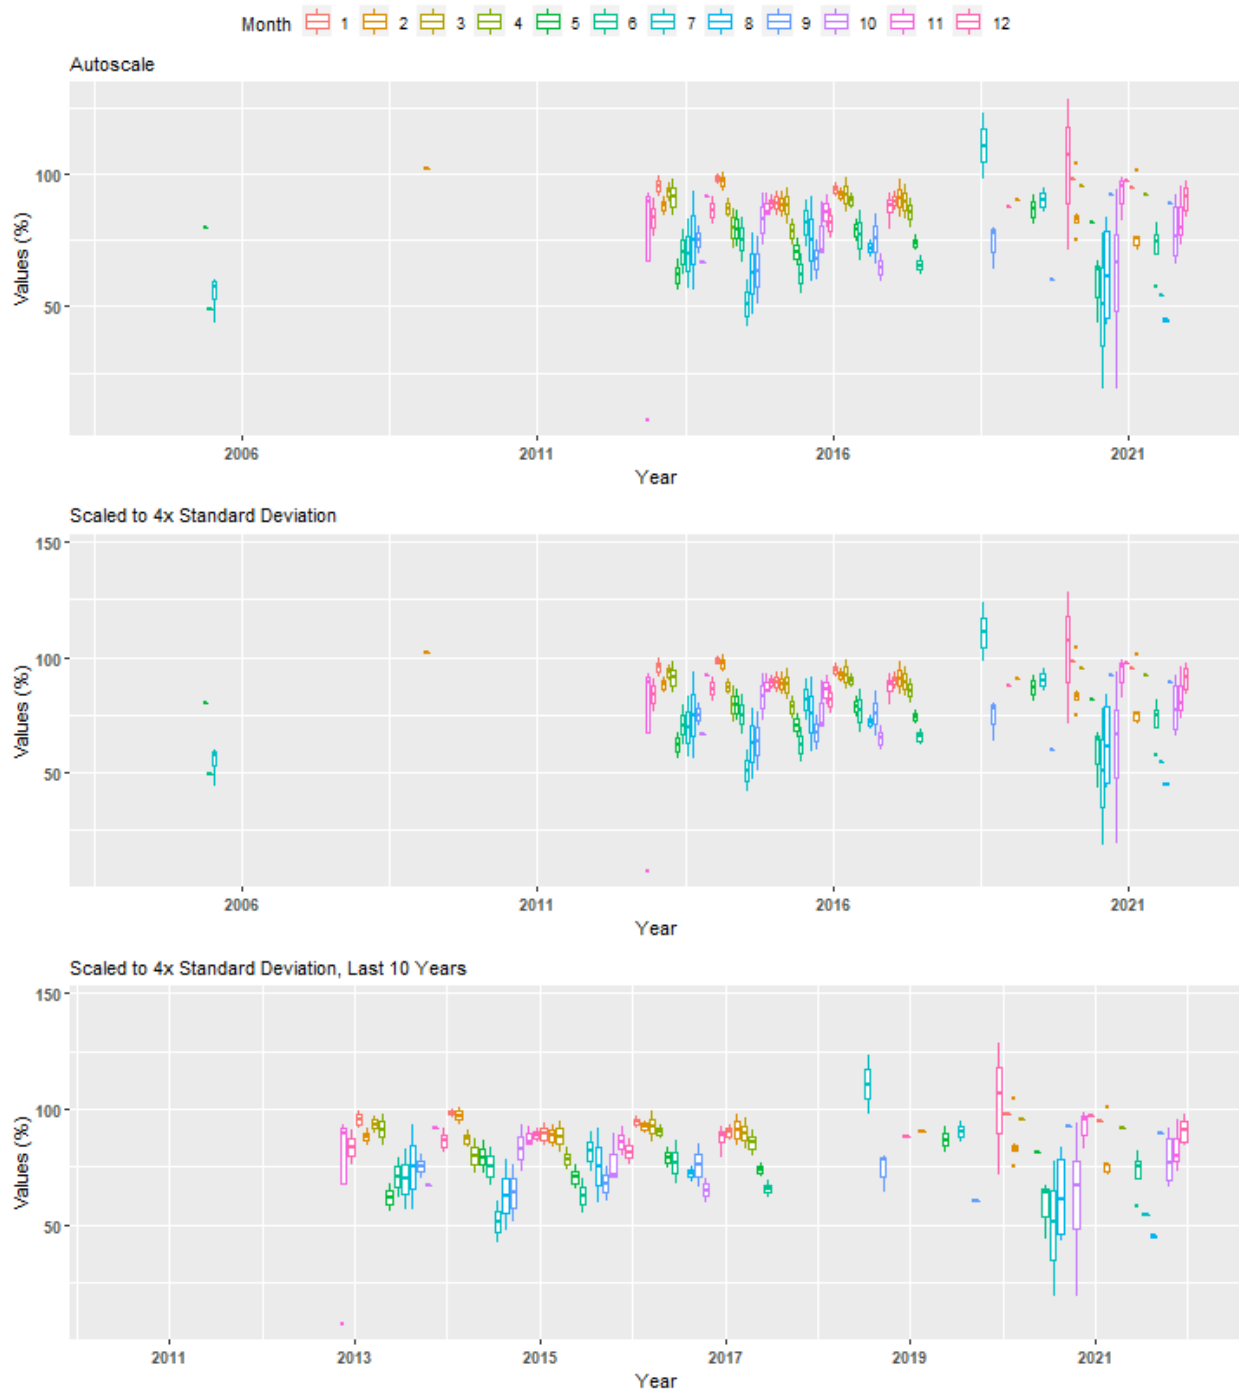 Month 1 2 3 4 5 6 7 8 9 10 11 12
Autoscale
100
50
Values (%)
2006 2011 2016 2021
Year
Scaled to 4x Standard Deviation
150
100
50
Values (%)
2006 2011 2016 2021
Year
Scaled to 4x Standard Deviation, Last 10 Years
150
100
50
Values (%)
2011 2013 2015 2017 2019 2021
Year